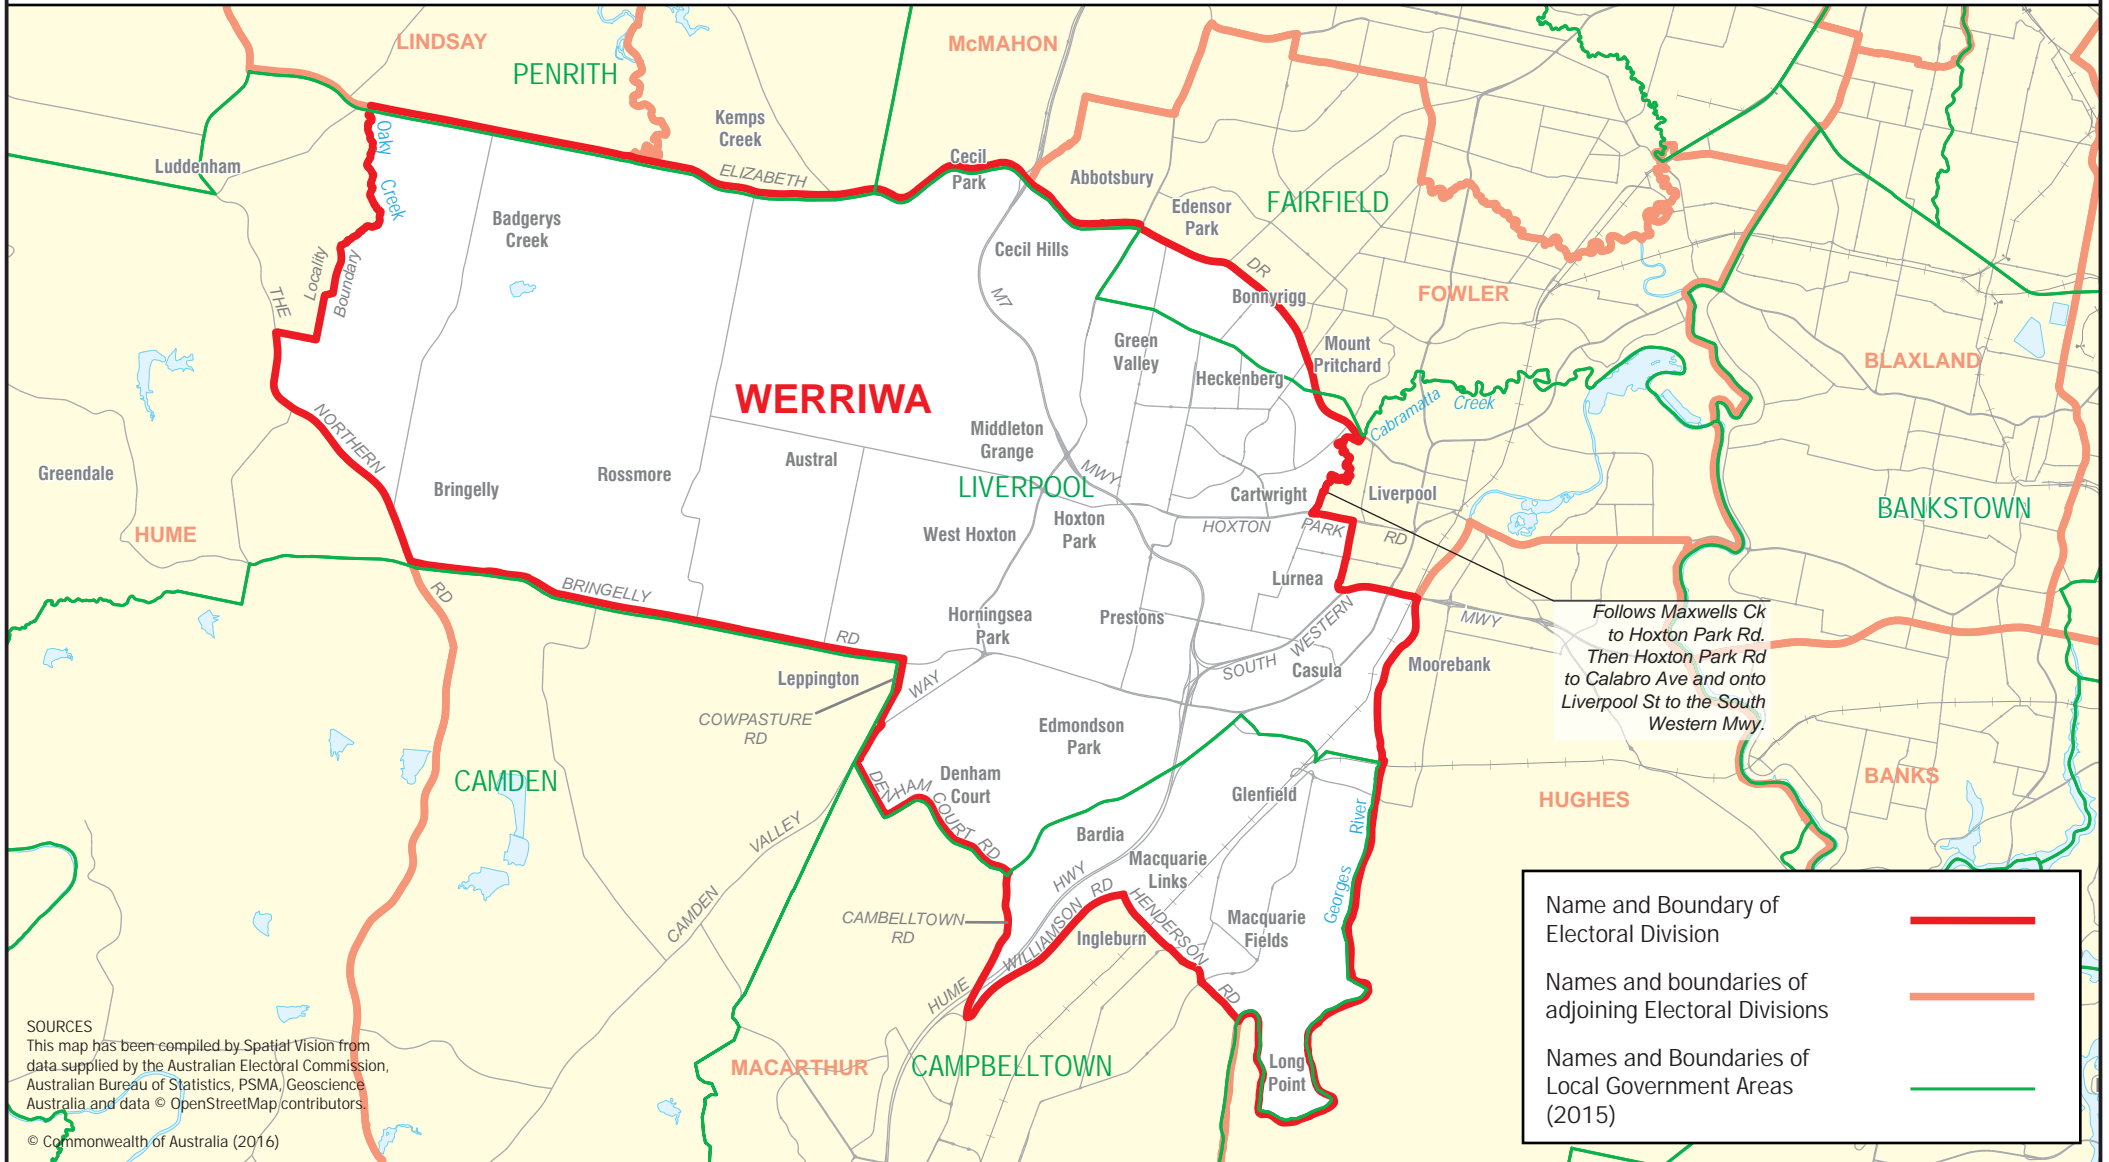 LINDSAY
McMAHON
PENRITH
Kemps
Creek
Oaky
Creek
Luddenham
ELIZABETH
Cecil
Park
Abbotsbury
Edensor
Park
FAIRFIELD
Badgerys
Creek
Cecil Hills
DR
Locality
Boundary
THE
M7
Bonnyrigg
FOWLER
Green
Valley
Mount
Pritchard
BLAXLAND
Heckenberg
WERRIWA
Cabramatta
Creek
NORTHERN
Middleton
Grange
Austral
MWY
Greendale
Rossmore
Bringelly
LIVERPOOL
Cartwright
Liverpool
BANKSTOWN
HUME
West Hoxton
Hoxton
Park
HOXTON
PARK
RD
Lurnea
BRINGELLY
RD
RD
Horningsea
Park
Prestons
WESTERN
MWY
Follows Maxwells Ck
to Hoxton Park Rd.
Then Hoxton Park Rd
to Calabro Ave and onto
Liverpool St to the South
Western Mwy.
SOUTH
Casula
Moorebank
Leppington
WAY
COWPASTURE
RD
Edmondson
Park
CAMDEN
DENHAM COURT RD
Denham
Court
Glenfield
HUGHES
BANKS
VALLEY
CAMDEN
Bardia
River
Georges
HWY
Macquarie
Links
CAMBELLTOWN
RD
WILLIAMSON
RD
HENDERSON
RD
Ingleburn
Macquarie
Fields
HUME
Long
Point
MACARTHUR
CAMPBELLTOWN
SOURCES
This map has been compiled by Spatial Vision from
data supplied by the Australian Electoral Commission,
Australian Bureau of Statistics, PSMA, Geoscience
Australia and data © OpenStreetMap contributors.
© Commonwealth of Australia (2016)
Name and Boundary of
Electoral Division
Names and boundaries of
adjoining Electoral Divisions
Names and Boundaries of
Local Government Areas
(2015)